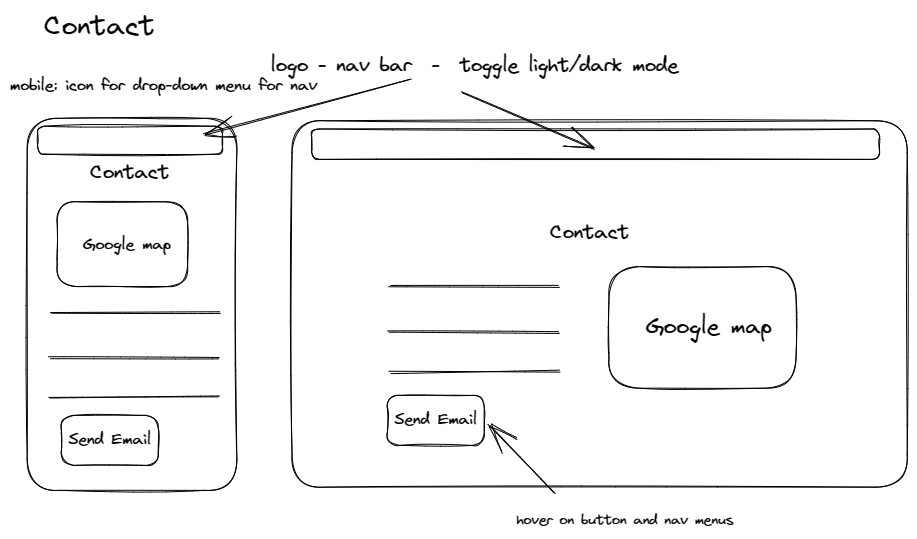 Contact
logo - nav bar - toggle light/dark mode
mobile: icon for drop-down menu for nav
Contact
Google map
Send Email
Contact
Google map
Send Email
hover on button and nav menus